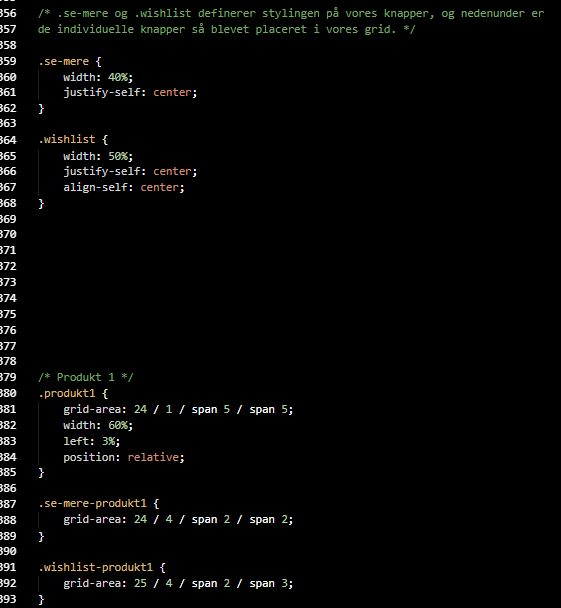 356 /* .se-mere og .wishlist definerer stylingen på vores knapper, og nedenunder er
357 de individuelle knapper så blevet placeret i vores grid. */
358
359 .se-mere {
360 width: 40%;
361 justify-self: center;
362 }
363
364 .wishlist {
365 width: 50%;
366 justify-self: center;
367 align-self: center;
368 }
369
370
371
372
373
374
375
376
377
378
379 /* Produkt 1 */
380 .produkt1 {
381 grid-area: 24 / 1 / span 5 / span 5;
382 width: 60%;
383 left: 3%;
384 position: relative;
385 }
386
387 .se-mere-produkt1 {
388 grid-area: 24 / 4 / span 2 / span 2;
389 }
390
391 .wishlist-produkt1 {
392 grid-area: 25 / 4 / span 2 / span 3;
393 }